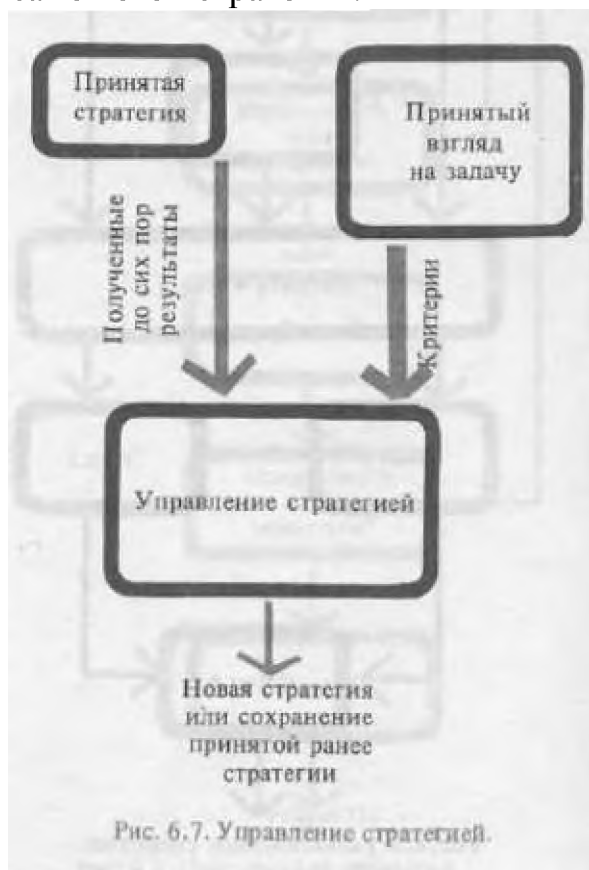 Принятая
стратегия
Принятый
взгляд
на задачу
Полученные
до сих пор
результаты
Критерии
Управление стратегией
Новая стратегия
или сохранение
принятой ранее
стратегии
Рис. 6.7. Управление стратегией.